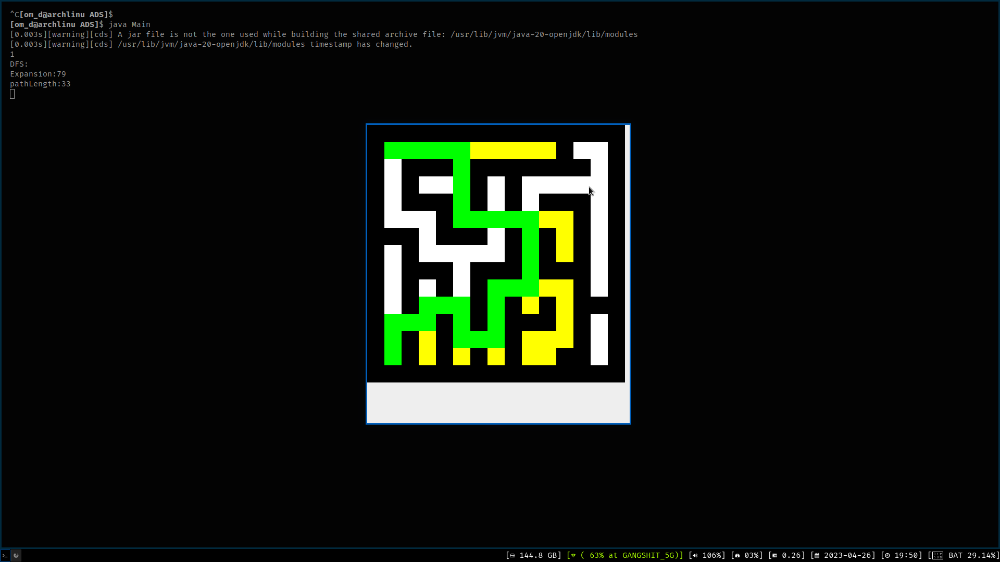 ^C[om_d@archlinu ADS]$
[om_d@archlinu ADS]$ java Main
[0.003s][warning][cds] A jar file is not the one used while building the shared archive file: /usr/lib/jvm/java-20-openjdk/lib/modules
[0.003s][warning][cds] /usr/lib/jvm/java-20-openjdk/lib/modules timestamp has changed.
1
DFS:
Expansion:79
pathLength:33
[ 144.8 GB] [ ( 63% at GANGSHIT_5G)] [ 106%] [ 03%] [ 0.26] [ 2023-04-26] [ 19:50] [ BAT 29.14%]